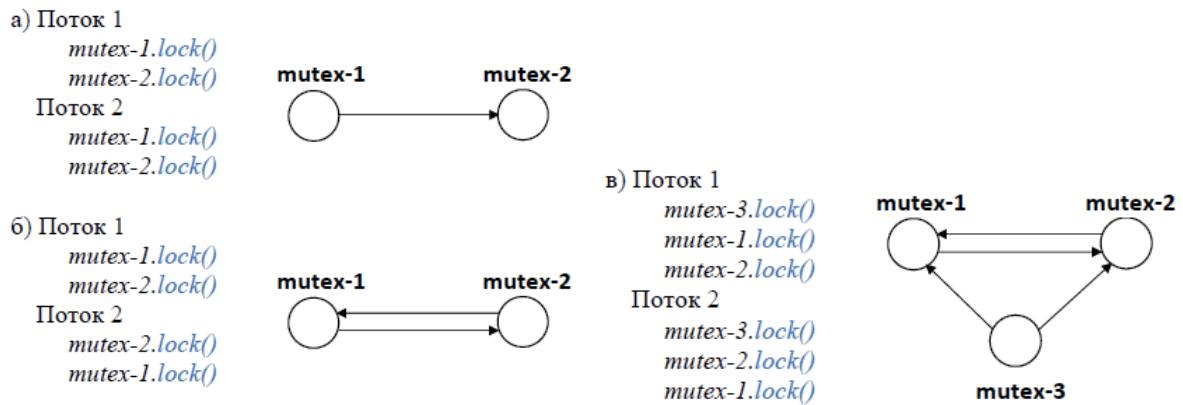 а) Поток 1
mutex-1.lock()
mutex-2.lock()
Поток 2
mutex-1.lock()
mutex-2.lock()
mutex-1 mutex-2
б) Поток 1
mutex-1.lock()
mutex-2.lock()
Поток 2
mutex-2.lock()
mutex-1.lock()
mutex-1 mutex-2
в) Поток 1
mutex-3.lock()
mutex-1.lock()
mutex-2.lock()
Поток 2
mutex-3.lock()
mutex-2.lock()
mutex-1.lock()
mutex-1 mutex-2
mutex-3